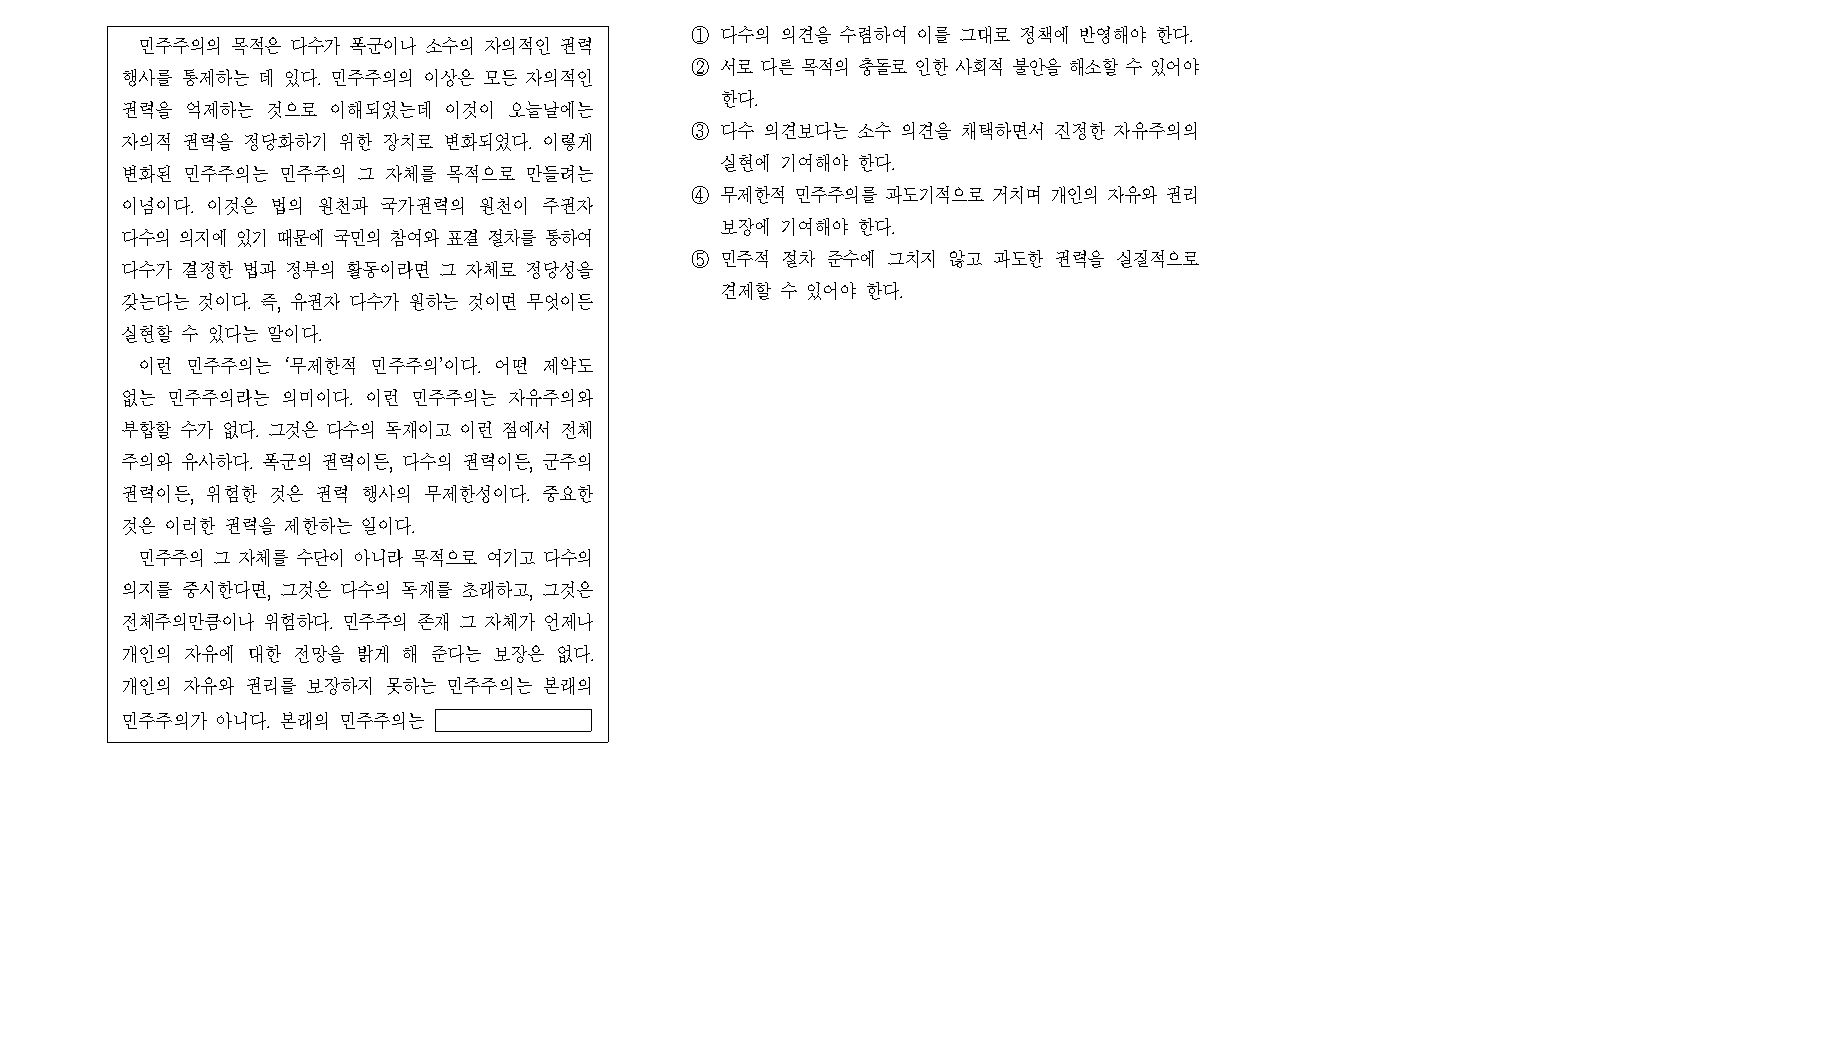 민주주의의 목적은 다수가 폭군이나 소수의 자의적인 권력
행사를 통제하는 데 있다. 민주주의의 이상은 모든 자의적인
권력을 억제하는 것으로 이해되었는데 이것이 오늘날에는
자의적 권력을 정당화하기 위한 장치로 변화되었다. 이렇게
변화된 민주주의는 민주주의 그 자체를 목적으로 만들려는
이념이다. 이것은 법의 원천과 국가권력의 원천이 주권자
다수의 의지에 있기 때문에 국민의 참여와 표결 절차를 통하여
다수가 결정한 법과 정부의 활동이라면 그 자체로 정당성을
갖는다는 것이다. 즉, 유권자 다수가 원하는 것이면 무엇이든
실현할 수 있다는 말이다.
이런 민주주의는 ‘무제한적 민주주의’이다. 어떤 제약도
없는 민주주의라는 의미이다. 이런 민주주의는 자유주의와
부합할 수가 없다. 그것은 다수의 독재이고 이런 점에서 전체
주의와 유사하다. 폭군의 권력이든, 다수의 권력이든, 군주의
권력이든, 위험한 것은 권력 행사의 무제한성이다. 중요한
것은 이러한 권력을 제한하는 일이다.
민주주의 그 자체를 수단이 아니라 목적으로 여기고 다수의
의지를 중시한다면, 그것은 다수의 독재를 초래하고, 그것은
전체주의만큼이나 위험하다. 민주주의 존재 그 자체가 언제나
개인의 자유에 대한 전망을 밝게 해 준다는 보장은 없다.
개인의 자유와 권리를 보장하지 못하는 민주주의는 본래의
민주주의가 아니다. 본래의 민주주의는
① 다수의 의견을 수렴하여 이를 그대로 정책에 반영해야 한다.
② 서로 다른 목적의 충돌로 인한 사회적 불안을 해소할 수 있어야
한다.
③ 다수 의견보다는 소수 의견을 채택하면서 진정한 자유주의의
실현에 기여해야 한다.
④ 무제한적 민주주의를 과도기적으로 거치며 개인의 자유와 권리
보장에 기여해야 한다.
⑤ 민주적 절차 준수에 그치지 않고 과도한 권력을 실질적으로
견제할 수 있어야 한다.